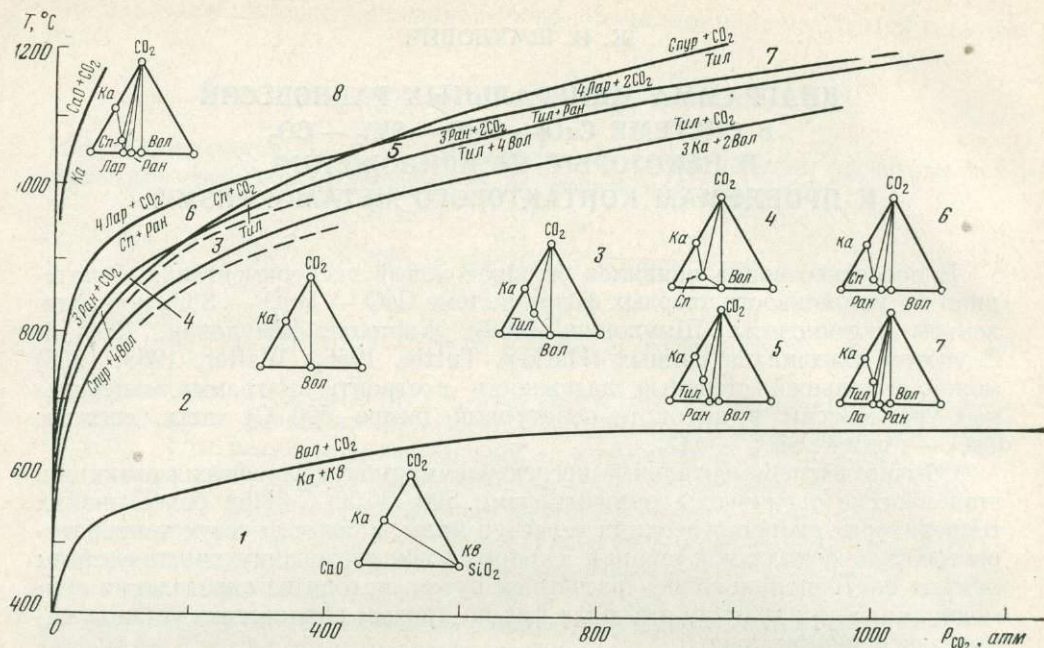 T, °C
1200
1000
800
600
400
0
400
800
1000
P CO₂, атм
CaO + CO₂
Ка
CO₂
Ка
Сп
Лар
Ран
Вол
8
Спур + CO₂
Тил
7
4Лар + 2CO₂
Тил + Ран
3Ран + 2CO₂
Тил + 4Вол
5
Тил + CO₂
3Ка + 2Вол
4Лар + CO₂
Сп + Ран
6
Сп + CO₂
Тил
3
3Ран + CO₂
Спур + 4Вол
4
2
CO₂
Ка
Вол
3
CO₂
Ка
Тил
Вол
4
CO₂
Ка
Сп
Вол
6
CO₂
Ка
Сп
Ран
Вол
5
CO₂
Ка
Тил
Ран
Вол
7
CO₂
Ка
Тил
Вол
Ла
Ран
Вол + CO₂
Ка + Кв
1
CO₂
Ка
CaO
Кв
SiO₂